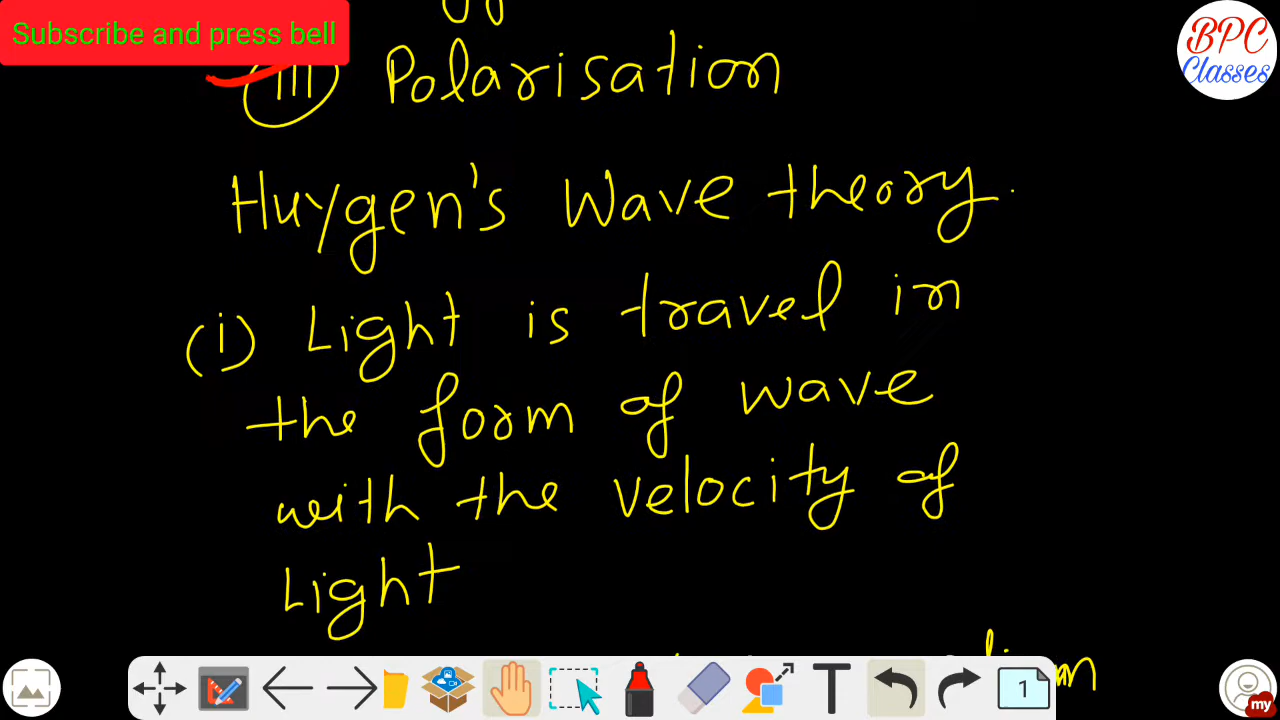 Subscribe and press bell
BPC
Classes
(iii) Polarisation
Huygen's Wave theory.
(i) Light is travel in
the form of wave
with the velocity of
Light
T
1
my